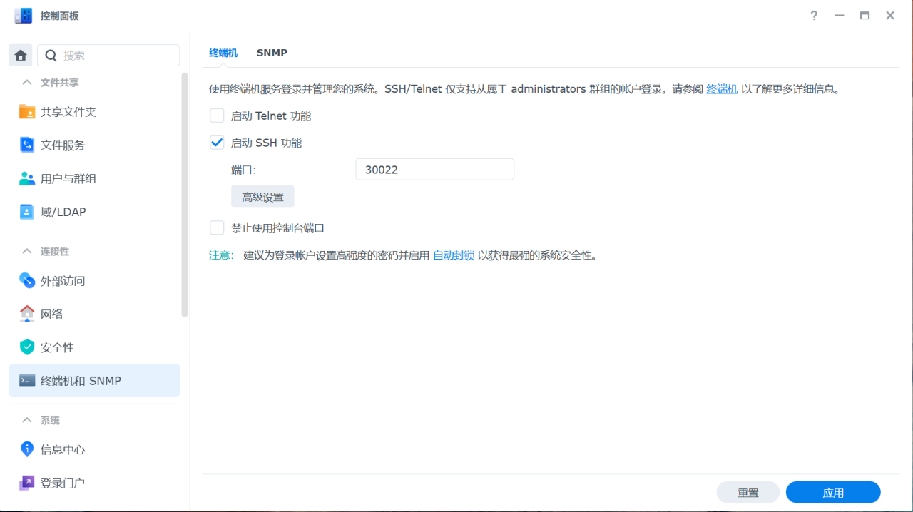 控制面板
搜索
终端机 SNMP
文件共享
使用终端机服务登录并管理您的系统。SSH/Telnet 仅支持从属于 administrators 群组的帐户登录。请参阅 终端机 以了解更多详细信息。
共享文件夹
启动 Telnet 功能
文件服务
启动 SSH 功能
端口: 30022
用户与群组
高级设置
域/LDAP
禁止使用控制台端口
连接性
注意: 建议为登录帐户设置高强度的密码并启用 自动封锁 以获得最强的系统安全性。
外部访问
网络
安全性
终端机和 SNMP
系统
信息中心
登录门户
重置 应用